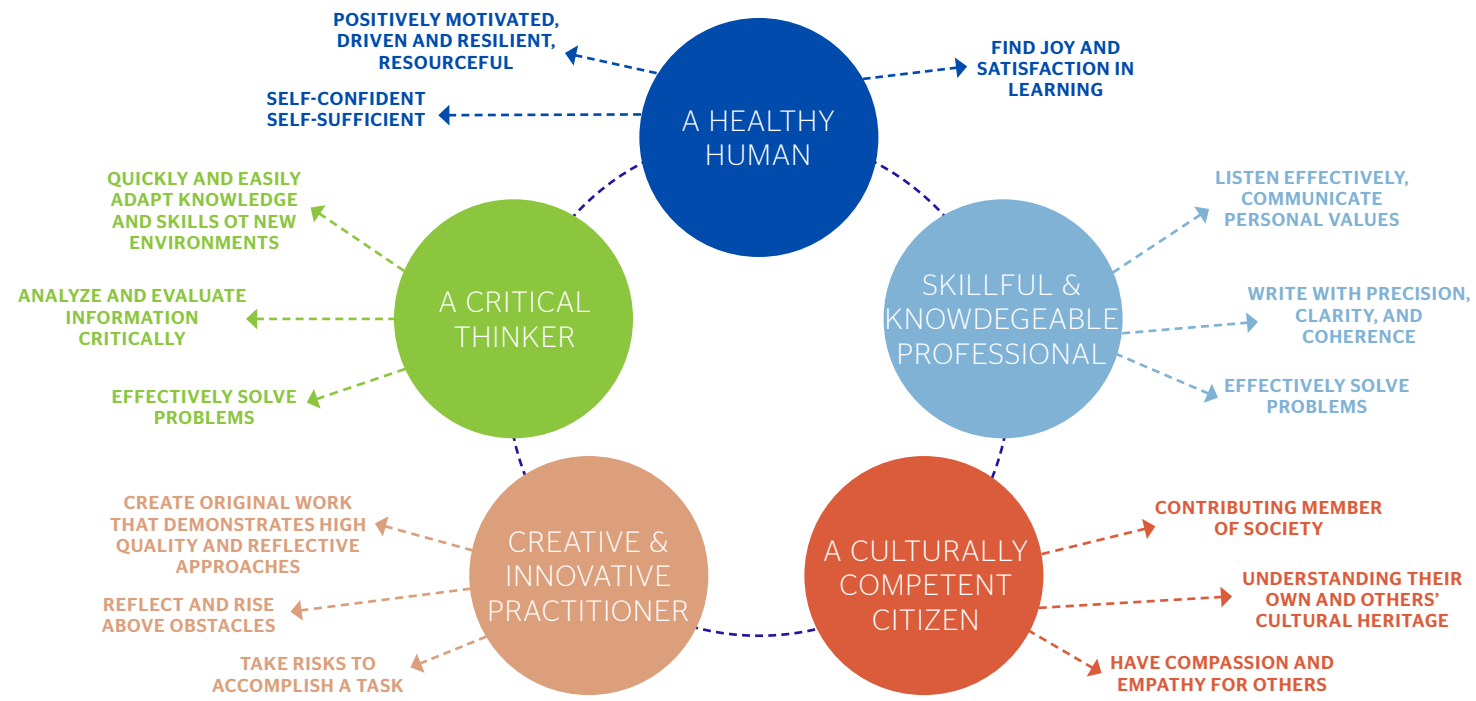 POSITIVELY MOTIVATED,
DRIVEN AND RESILIENT,
RESOURCEFUL
SELF-CONFIDENT
SELF-SUFFICIENT
A HEALTHY
HUMAN
FIND JOY AND
SATISFACTION IN
LEARNING
QUICKLY AND EASILY
ADAPT KNOWLEDGE
AND SKILLS OT NEW
ENVIRONMENTS
ANALYZE AND EVALUATE
INFORMATION
CRITICALLY
EFFECTIVELY SOLVE
PROBLEMS
A CRITICAL
THINKER
SKILLFUL &
KNOWDEGEABLE
PROFESSIONAL
LISTEN EFFECTIVELY,
COMMUNICATE
PERSONAL VALUES
WRITE WITH PRECISION,
CLARITY, AND
COHERENCE
EFFECTIVELY SOLVE
PROBLEMS
CREATE ORIGINAL WORK
THAT DEMONSTRATES HIGH
QUALITY AND REFLECTIVE
APPROACHES
REFLECT AND RISE
ABOVE OBSTACLES
TAKE RISKS TO
ACCOMPLISH A TASK
CREATIVE &
INNOVATIVE
PRACTITIONER
A CULTURALLY
COMPETENT
CITIZEN
CONTRIBUTING MEMBER
OF SOCIETY
UNDERSTANDING THEIR
OWN AND OTHERS’
CULTURAL HERITAGE
HAVE COMPASSION AND
EMPATHY FOR OTHERS